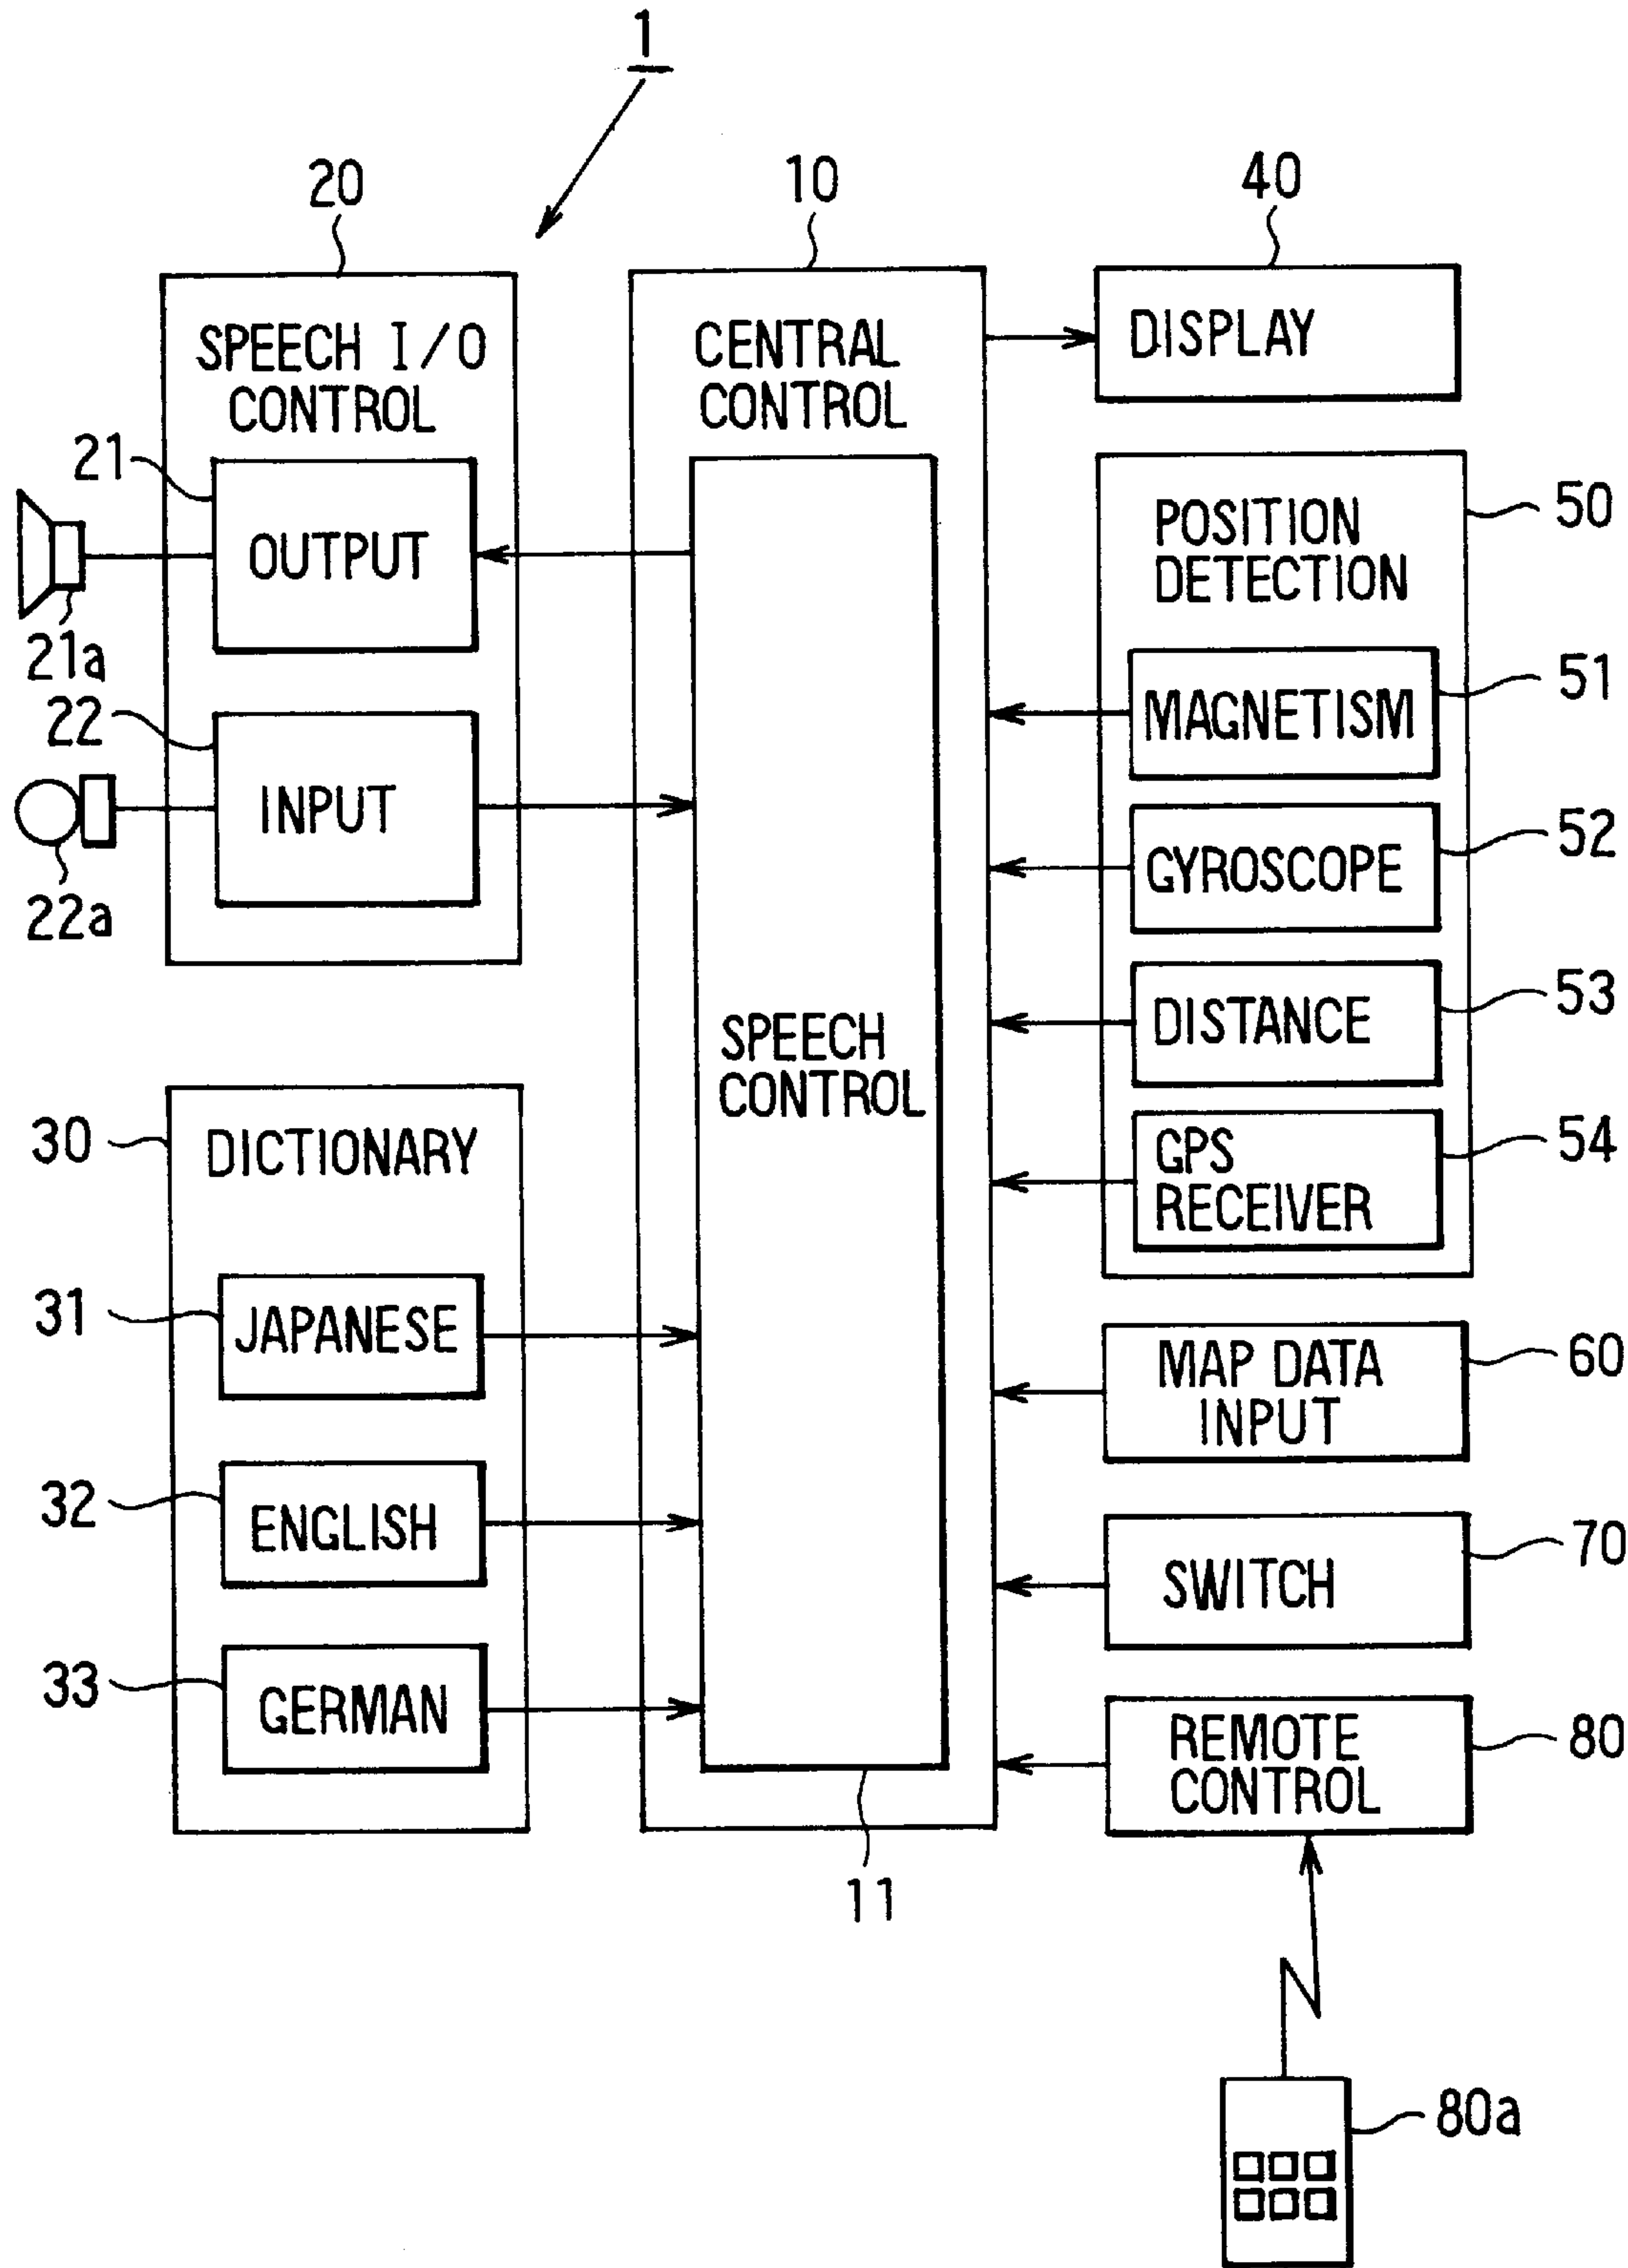 1
20
10
40
SPEECH I/O
CONTROL
CENTRAL
CONTROL
DISPLAY
21
OUTPUT
21a
22
INPUT
22a
POSITION
DETECTION
50
MAGNETISM
51
GYROSCOPE
52
DISTANCE
53
GPS
RECEIVER
54
SPEECH
CONTROL
30
DICTIONARY
31
JAPANESE
32
ENGLISH
33
GERMAN
MAP DATA
INPUT
60
SWITCH
70
REMOTE
CONTROL
80
11
80a